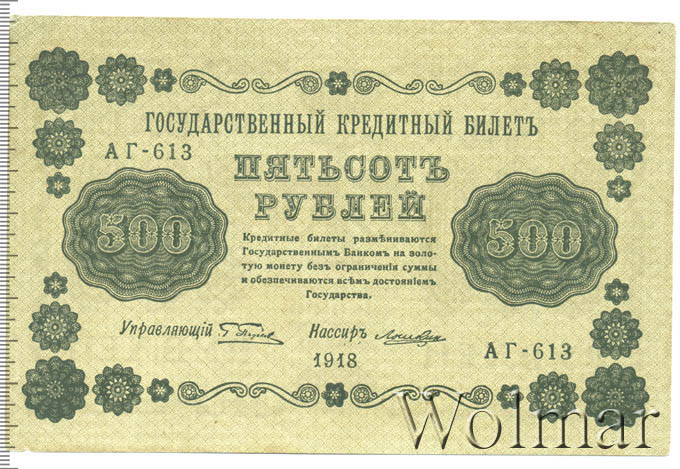 ГОСУДАРСТВЕННЫЙ КРЕДИТНЫЙ БИЛЕТЪ
АГ-613
ПЯТЬСОТЪ
РУБЛЕЙ
500
500
Кредитные билеты размѣниваются
Государственнымъ Банкомъ на золо-
тую монету безъ ограниченія суммы
и обезпечиваются всѣмъ достояніемъ
Государства.
Управляющій
Кассиръ
1918
АГ-613
Wolmar